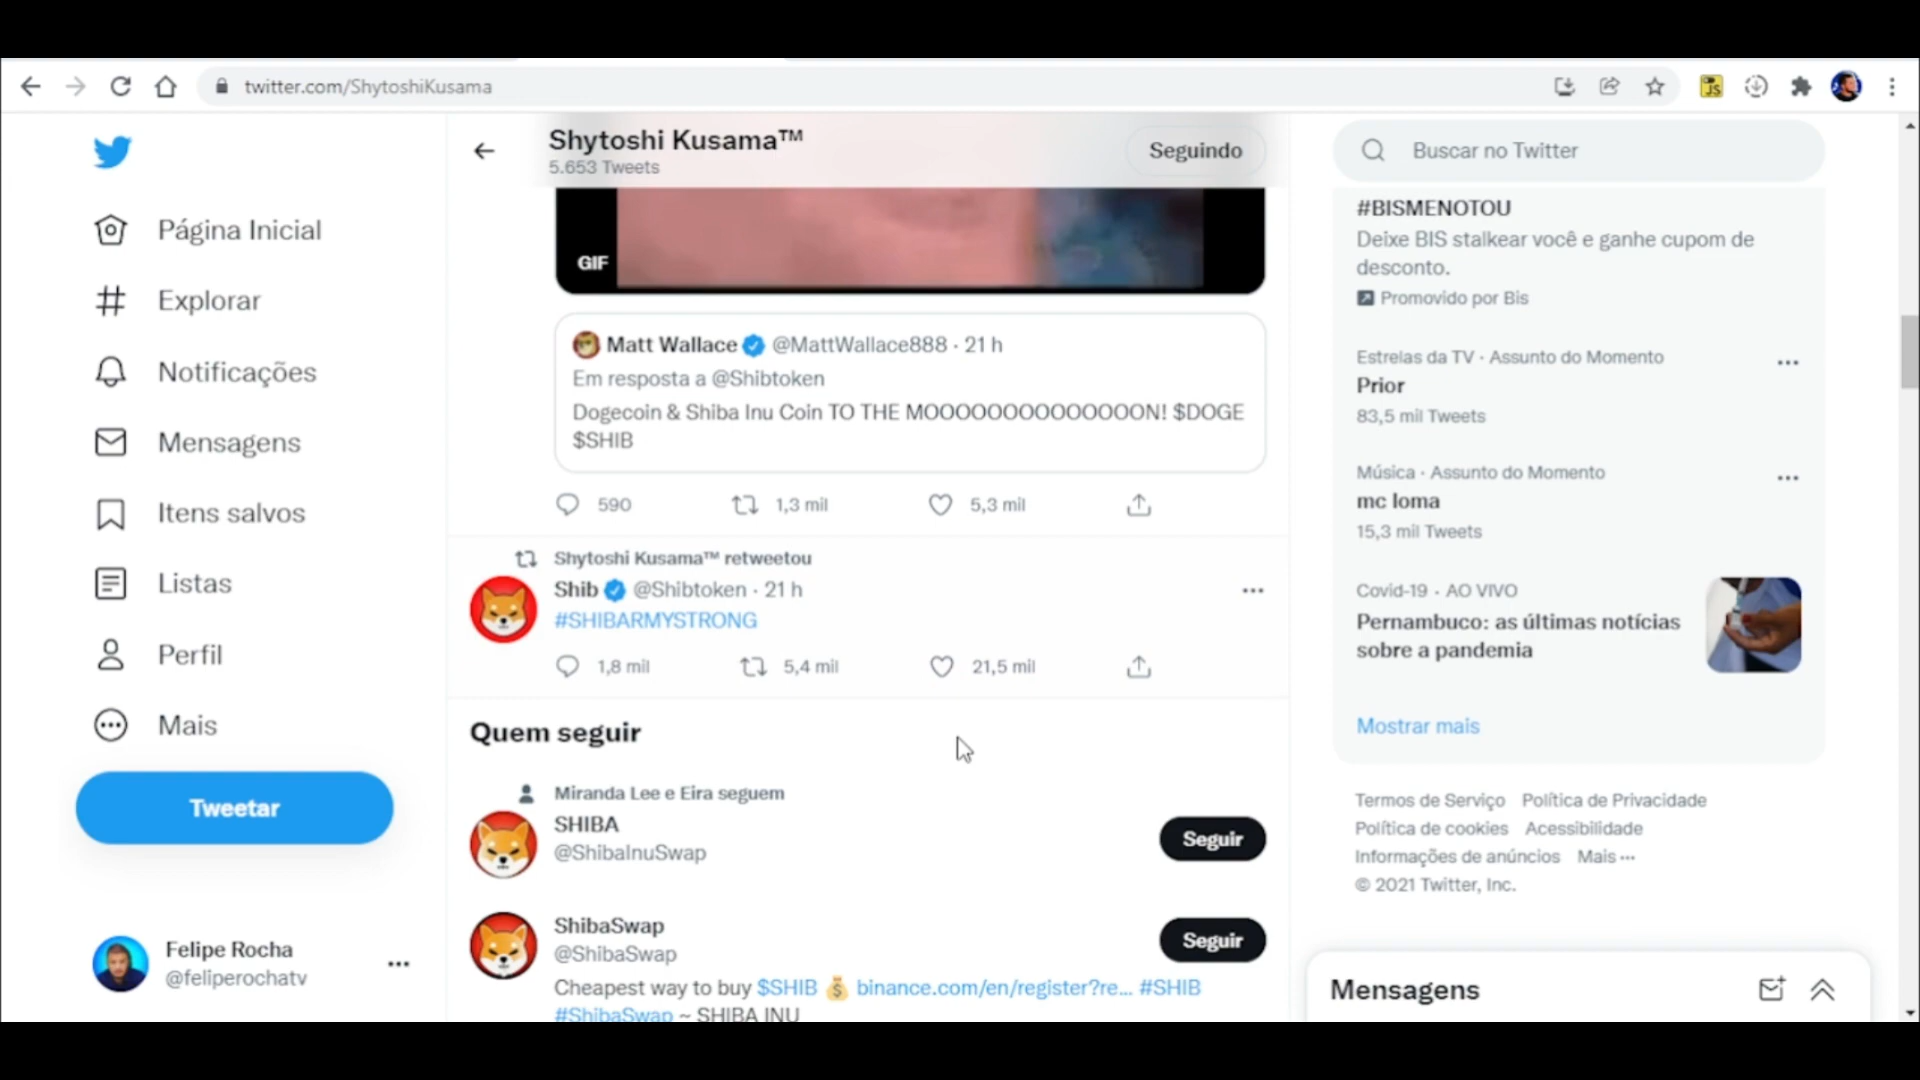 twitter.com/ShytoshiKusama
JS
Página Inicial
Explorar
Notificações
Mensagens
Itens salvos
Listas
Perfil
Mais
Tweetar
Felipe Rocha
@feliperochatv
Shytoshi Kusama™
5.653 Tweets
Seguindo
GIF
Matt Wallace @MattWallace888 · 21 h
Em resposta a @Shibtoken
Dogecoin & Shiba Inu Coin TO THE MOOOOOOOOOOOOOON! $DOGE
$SHIB
590 1,3 mil 5,3 mil
Shytoshi Kusama™ retweetou
Shib @Shibtoken · 21 h
#SHIBARMYSTRONG
1,8 mil 5,4 mil 21,5 mil
Quem seguir
Miranda Lee e Eira seguem
SHIBA
@ShibaInuSwap
Seguir
ShibaSwap
@ShibaSwap
Seguir
Cheapest way to buy $SHIB 💰 binance.com/en/register?re... #SHIB
#ShibaSwap ~ SHIBA INU
Buscar no Twitter
#BISMENOTOU
Deixe BIS stalkear você e ganhe cupom de
desconto.
Promovido por Bis
Estrelas da TV · Assunto do Momento
Prior
83,5 mil Tweets
Música · Assunto do Momento
mc loma
15,3 mil Tweets
Covid-19 · AO VIVO
Pernambuco: as últimas notícias
sobre a pandemia
Mostrar mais
Termos de Serviço Política de Privacidade
Política de cookies Acessibilidade
Informações de anúncios Mais ···
© 2021 Twitter, Inc.
Mensagens